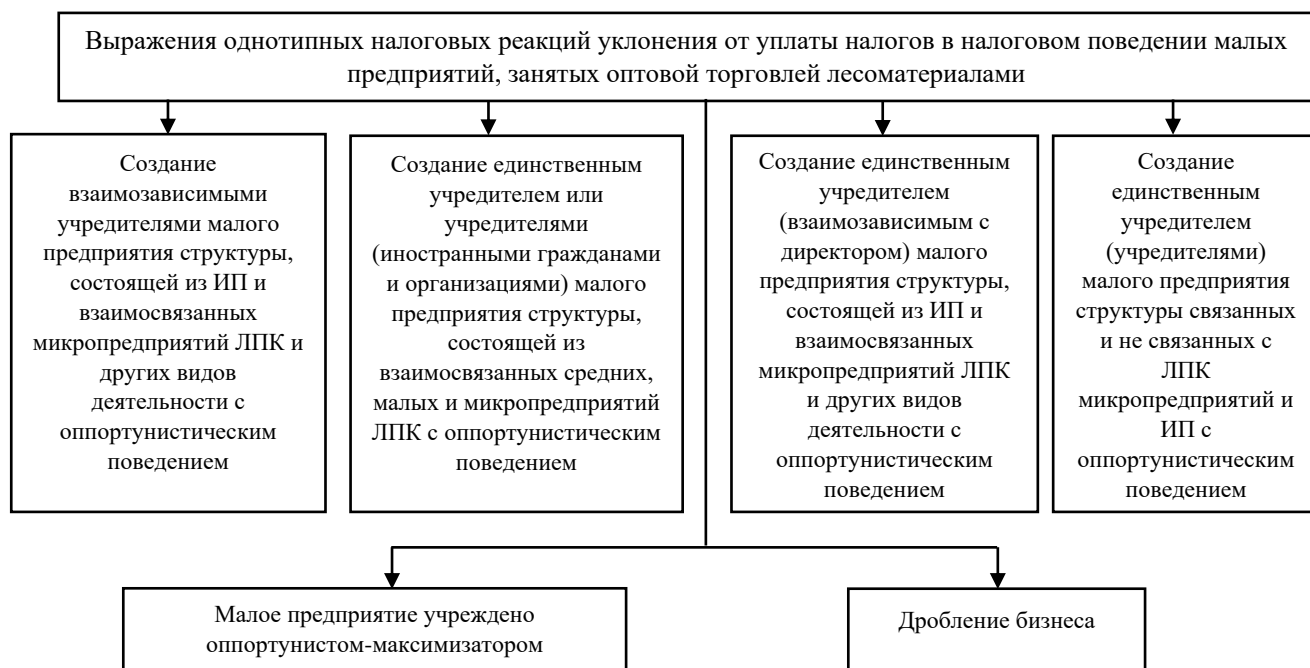 Выражения однотипных налоговых реакций уклонения от уплаты налогов в налоговом поведении малых
предприятий, занятых оптовой торговлей лесоматериалами
Создание
взаимозависимыми
учредителями малого
предприятия структуры,
состоящей из ИП и
взаимосвязанных
микропредприятий ЛПК и
других видов
деятельности с
оппортунистическим
поведением
Создание единственным
учредителем или
учредителями
(иностранными гражданами
и организациями) малого
предприятия структуры,
состоящей из
взаимосвязанных средних,
малых и микропредприятий
ЛПК с оппортунистическим
поведением
Создание единственным
учредителем
(взаимозависимым с
директором) малого
предприятия структуры,
состоящей из ИП и
взаимосвязанных
микропредприятий ЛПК
и других видов
деятельности с
оппортунистическим
поведением
Создание
единственным
учредителем
(учредителями)
малого предприятия
структуры связанных
и не связанных с
ЛПК
микропредприятий и
ИП с
оппортунистическим
поведением
Малое предприятие учреждено
оппортунистом-максимизатором
Дробление бизнеса